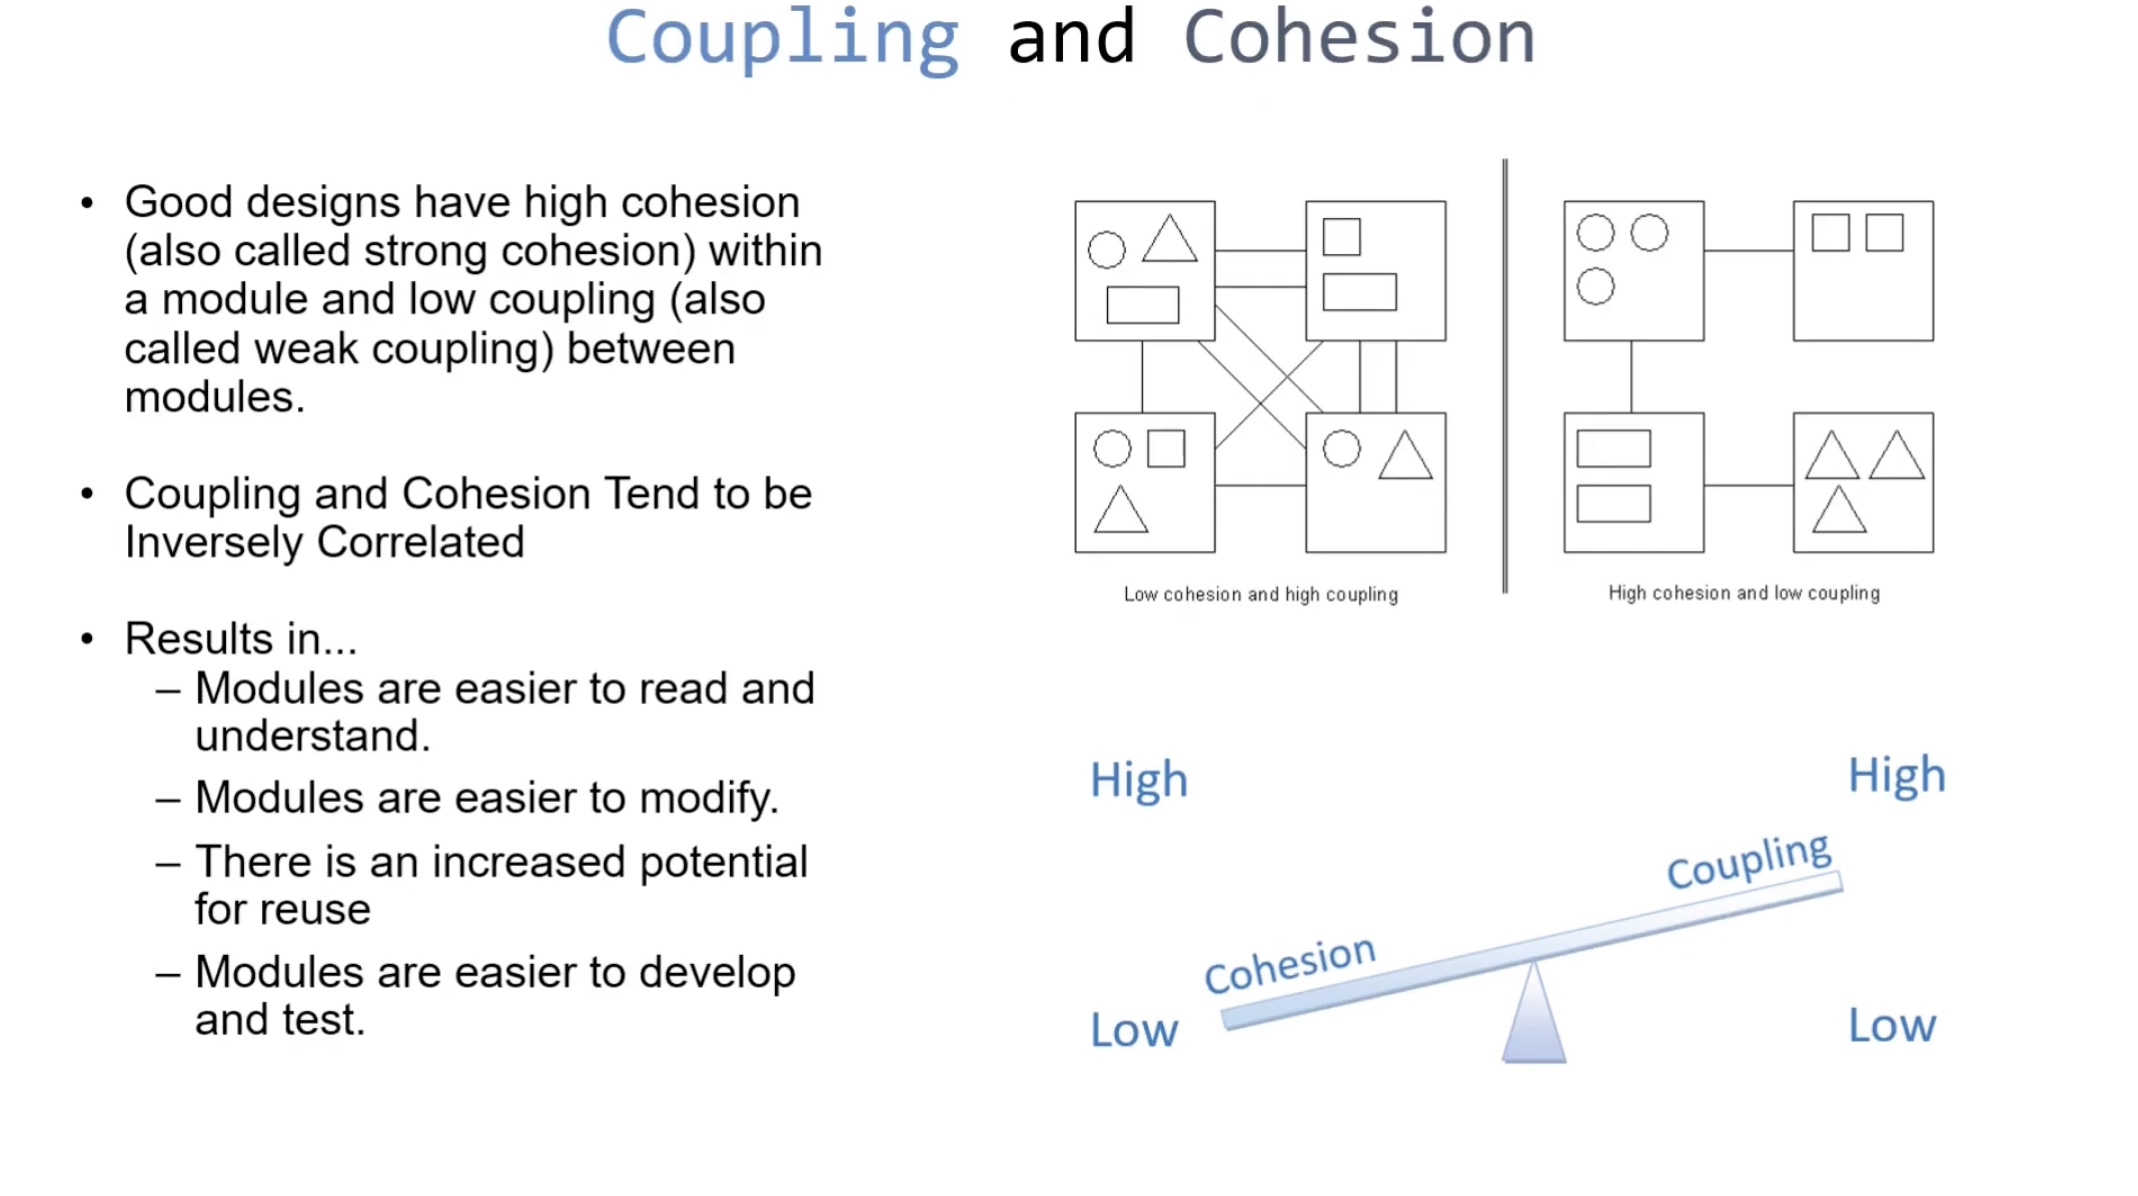 Coupling and Cohesion
• Good designs have high cohesion
(also called strong cohesion) within
a module and low coupling (also
called weak coupling) between
modules.
• Coupling and Cohesion Tend to be
Inversely Correlated
• Results in...
– Modules are easier to read and
understand.
– Modules are easier to modify.
– There is an increased potential
for reuse
– Modules are easier to develop
and test.
Low cohesion and high coupling
High cohesion and low coupling
High
High
Coupling
Cohesion
Low
Low